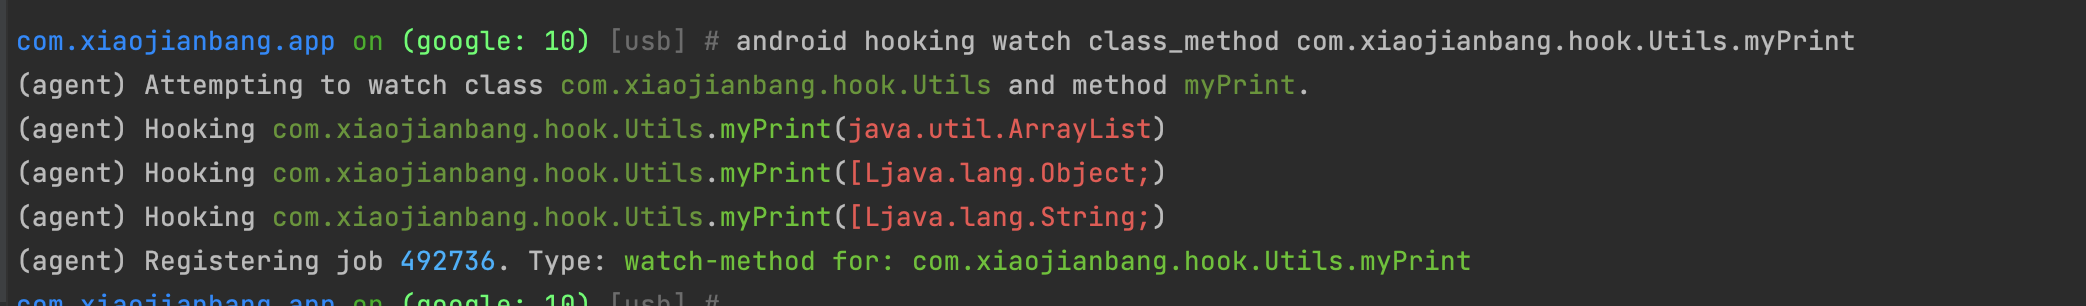 com.xiaojianbang.app on (google: 10) [usb] # android hooking watch class_method com.xiaojianbang.hook.Utils.myPrint
(agent) Attempting to watch class com.xiaojianbang.hook.Utils and method myPrint.
(agent) Hooking com.xiaojianbang.hook.Utils.myPrint(java.util.ArrayList)
(agent) Hooking com.xiaojianbang.hook.Utils.myPrint([Ljava.lang.Object;)
(agent) Hooking com.xiaojianbang.hook.Utils.myPrint([Ljava.lang.String;)
(agent) Registering job 492736. Type: watch-method for: com.xiaojianbang.hook.Utils.myPrint
com.xiaojianbang.app on (google: 10) [usb] #